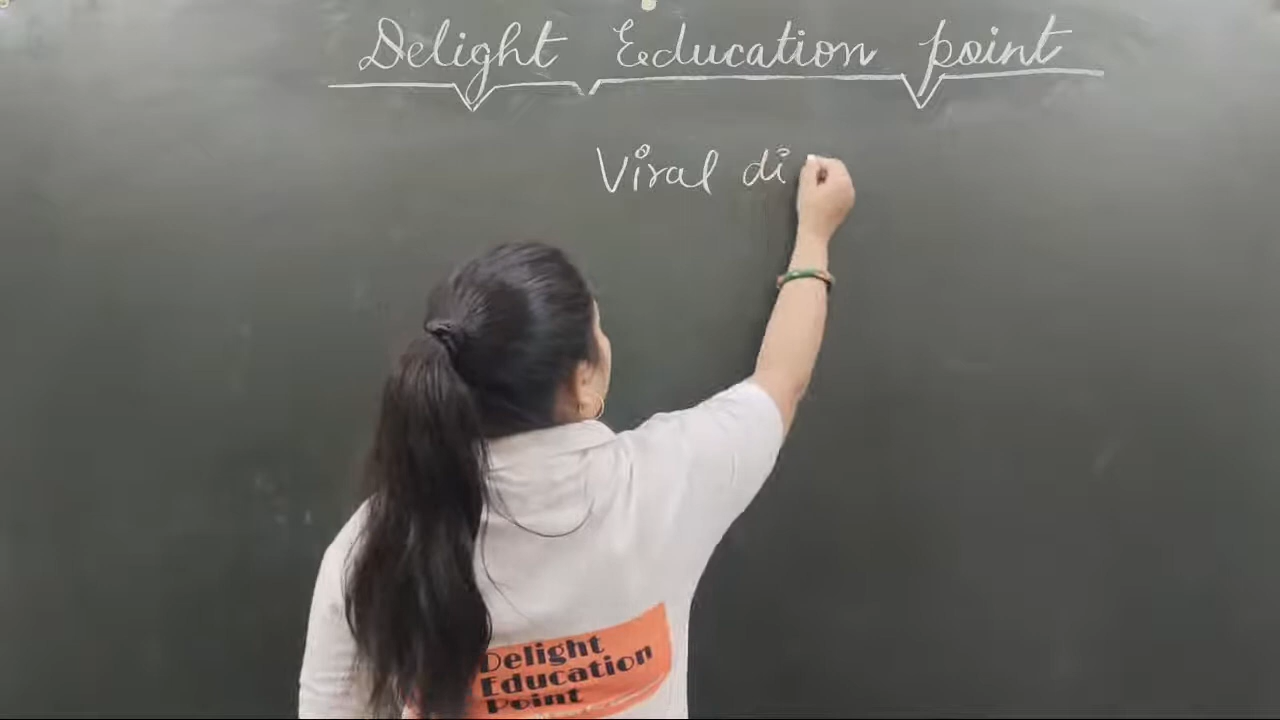 Delight Education point
Viral di
Delight
Education
Point